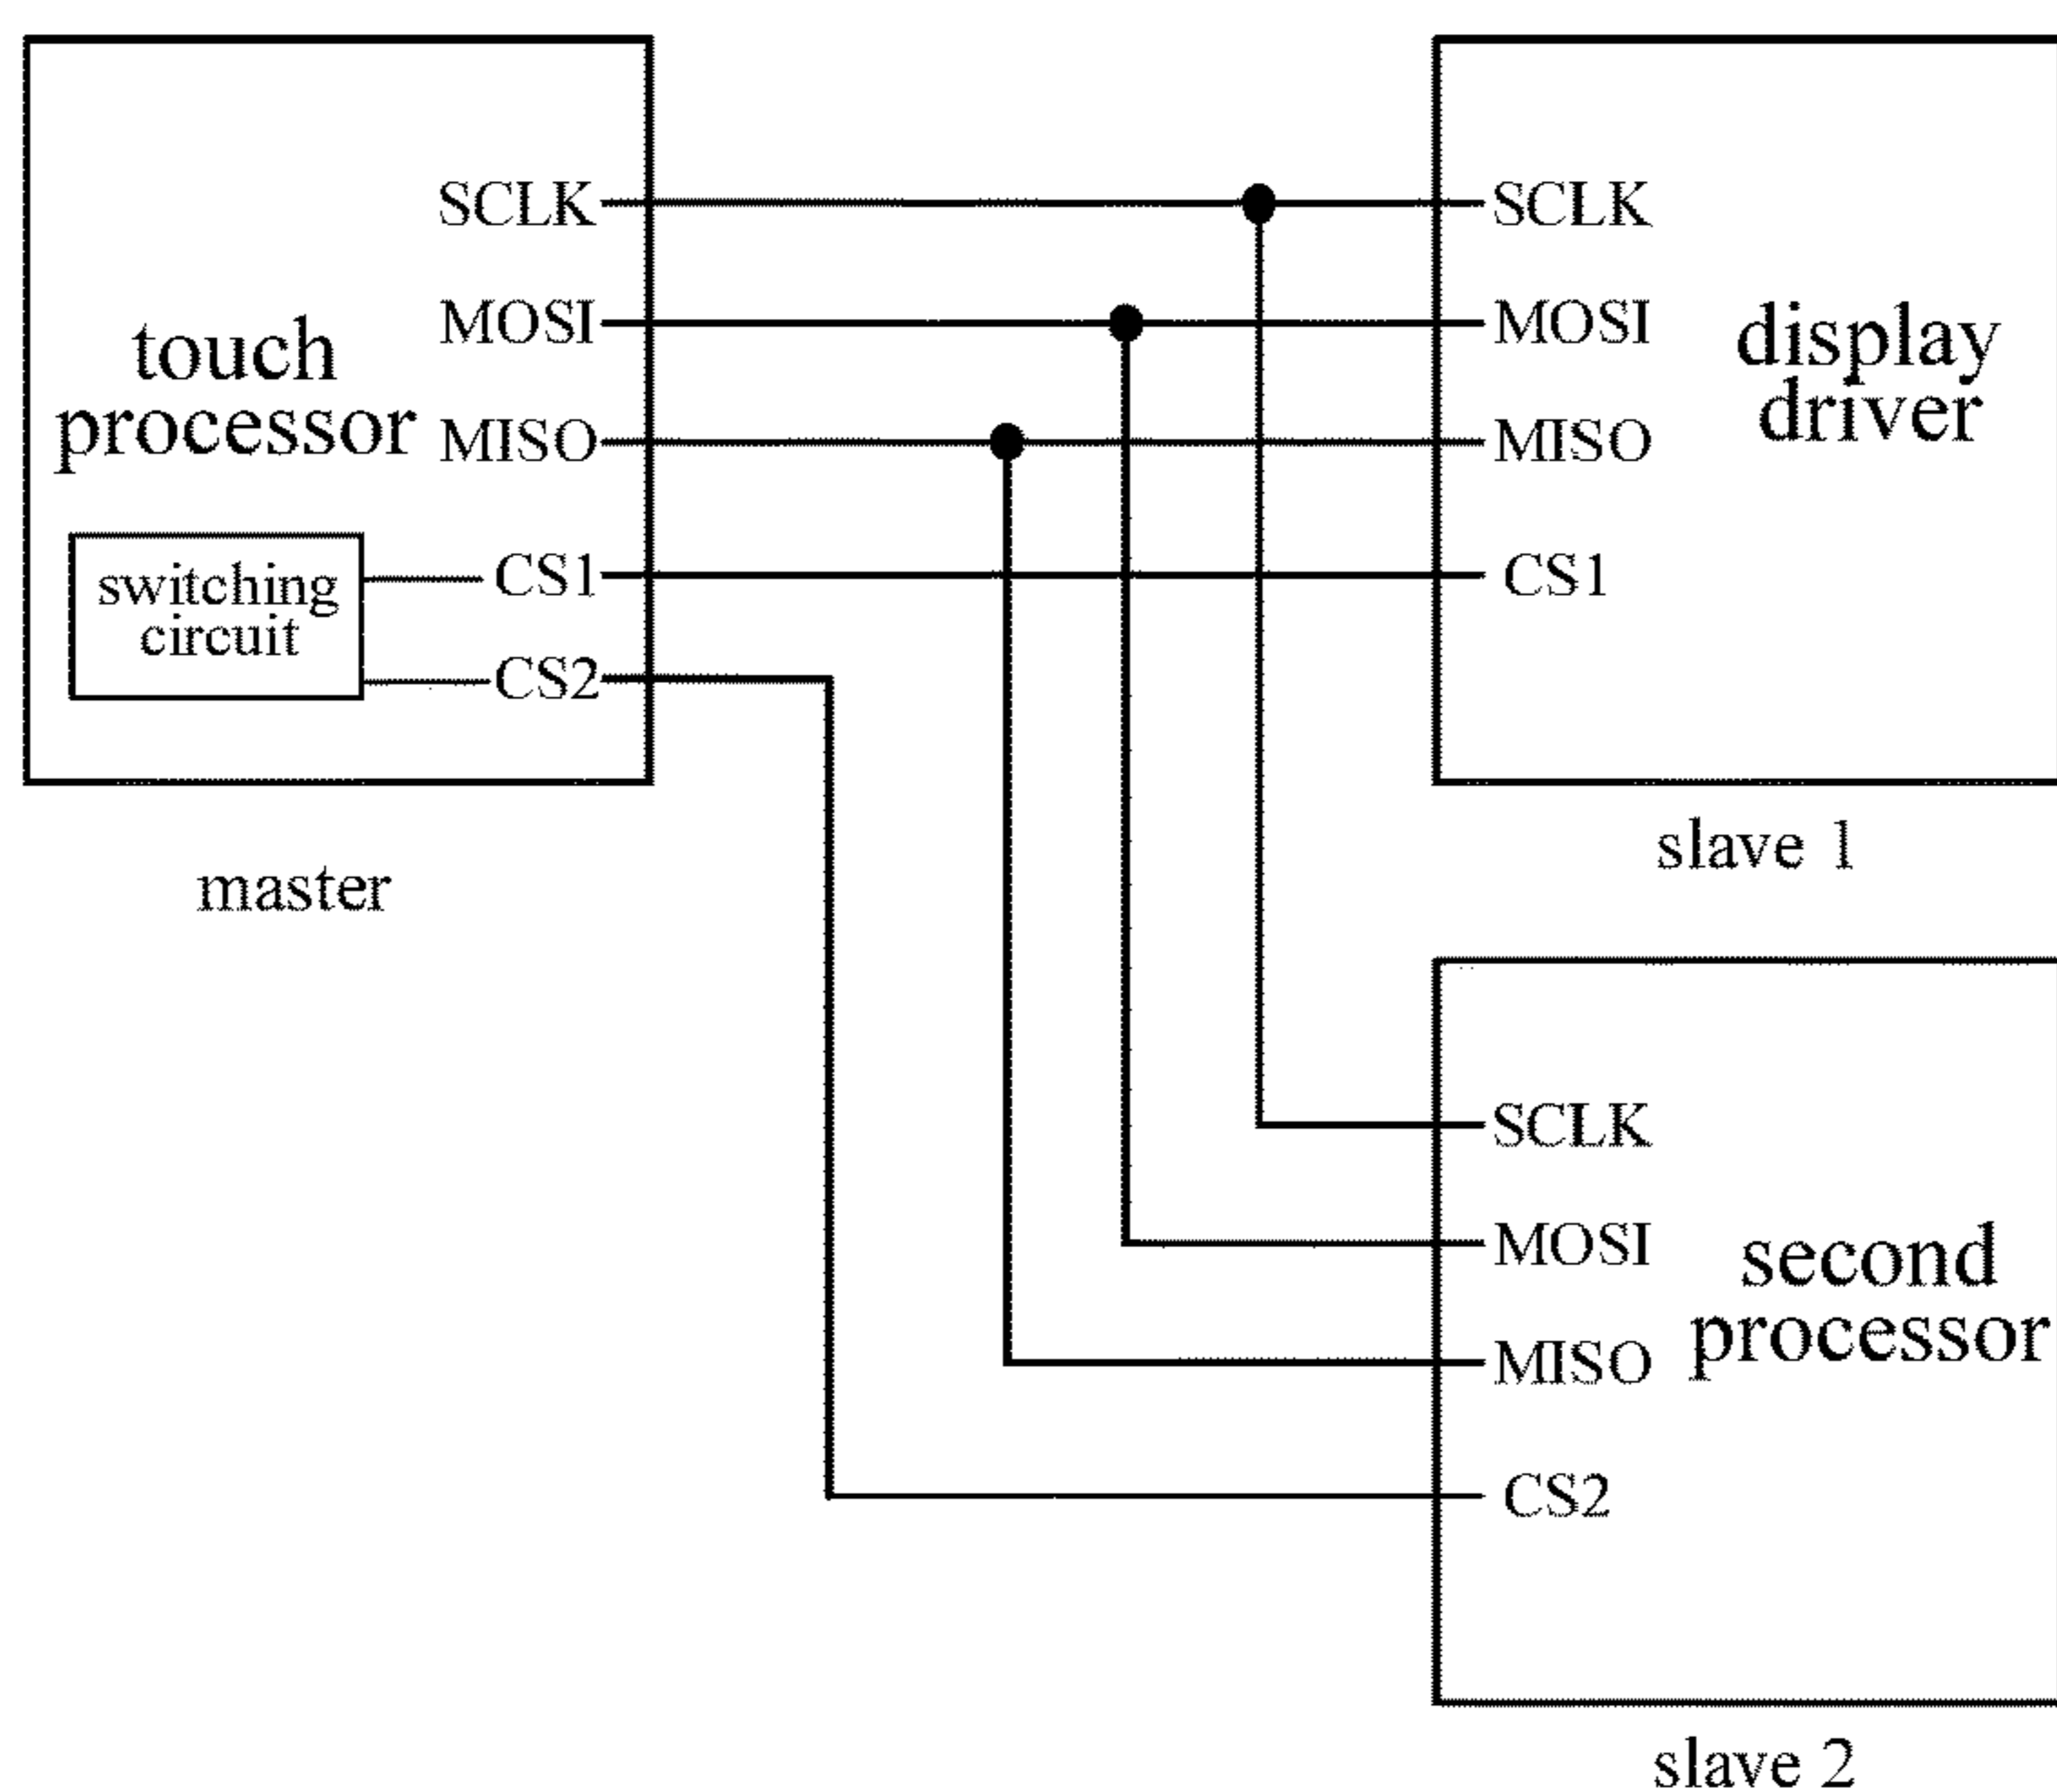 touch
processor
SCLK
MOSI
MISO
switching
circuit
CS1
CS2
master
SCLK
MOSI
MISO
CS1
display
driver
slave 1
SCLK
MOSI
MISO
CS2
second
processor
slave 2